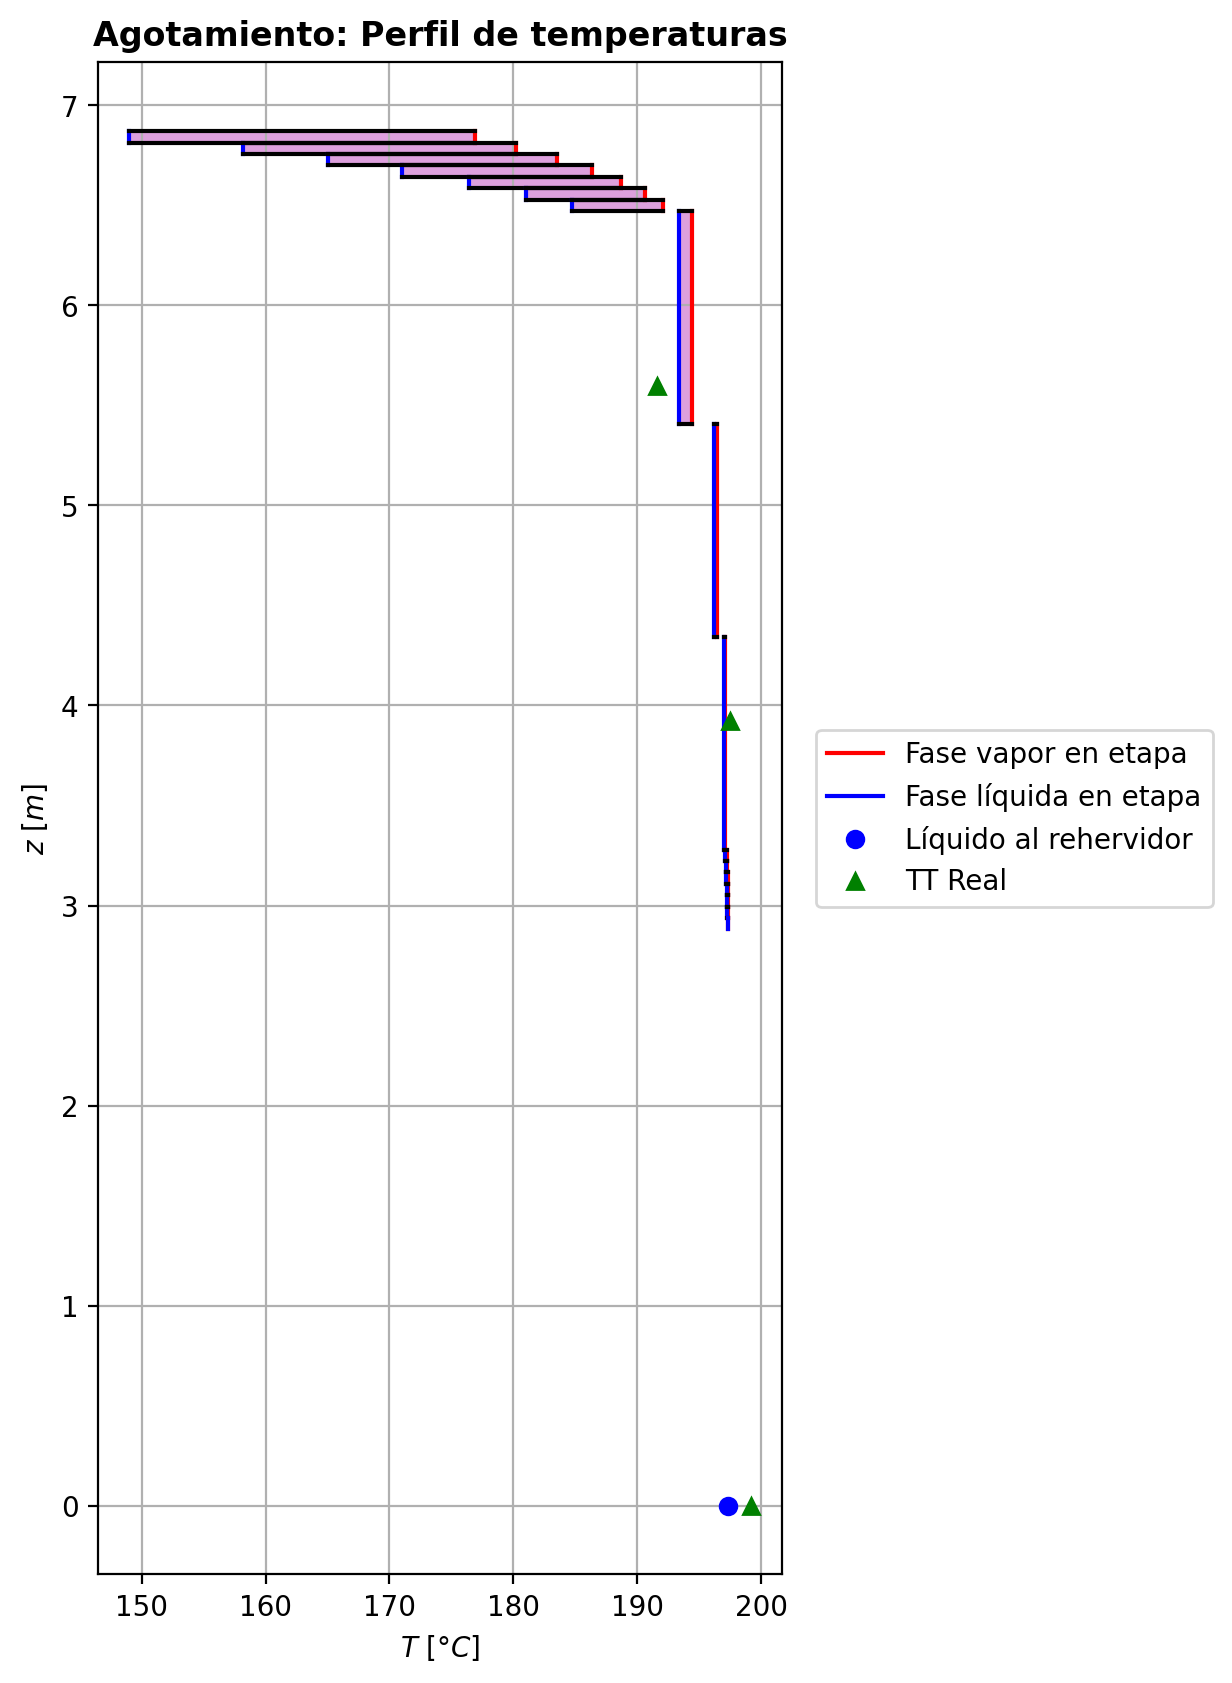 Agotamiento: Perfil de temperaturas
7
6
5
4
3
2
1
0
z [m]
150 160 170 180 190 200
T [°C]
Fase vapor en etapa
Fase líquida en etapa
Líquido al rehervidor
TT Real